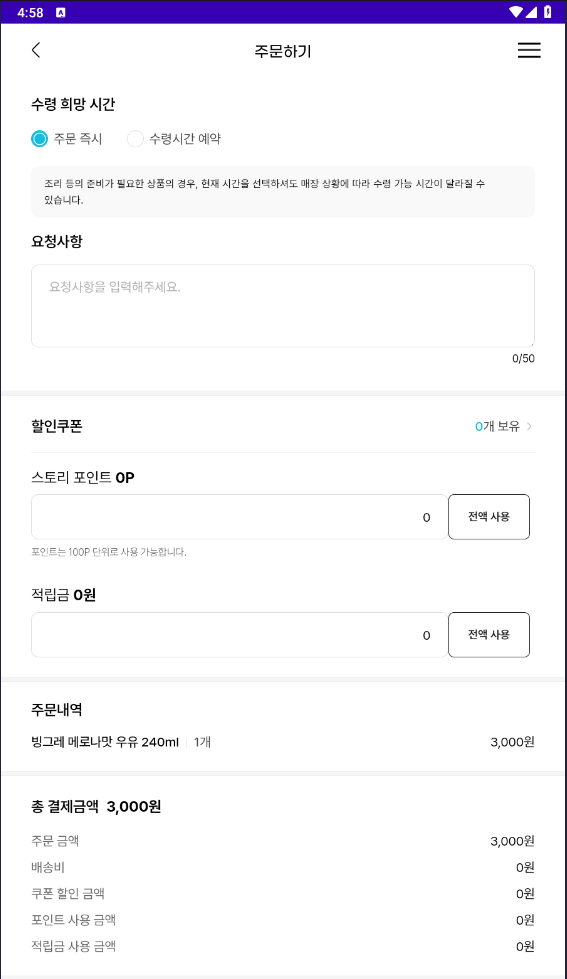 4:58
주문하기
수령 희망 시간
주문 즉시
수령시간 예약
조리 등의 준비가 필요한 상품의 경우, 현재 시간을 선택하셔도 매장 상황에 따라 수령 가능 시간이 달라질 수
있습니다.
요청사항
요청사항을 입력해주세요.
0/50
할인쿠폰 0개 보유
스토리 포인트 0P
0 전액 사용
포인트는 100P 단위로 사용 가능합니다.
적립금 0원
0 전액 사용
주문내역
빙그레 메로나맛 우유 240ml 1개 3,000원
총 결제금액 3,000원
주문 금액 3,000원
배송비 0원
쿠폰 할인 금액 0원
포인트 사용 금액 0원
적립금 사용 금액 0원